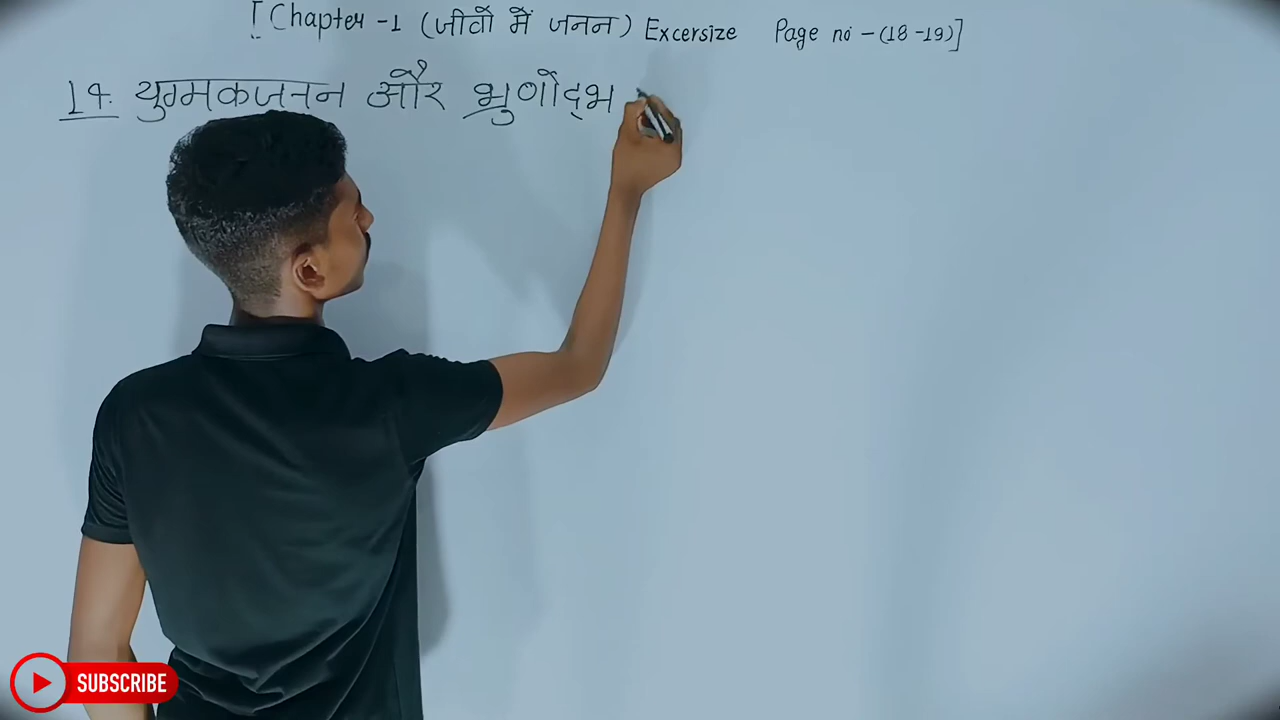 [Chapter -1 (जीवों में जनन) Excersize Page no - (18 -19)]
14. युग्मकजनन और भ्रुणोद्भ
SUBSCRIBE